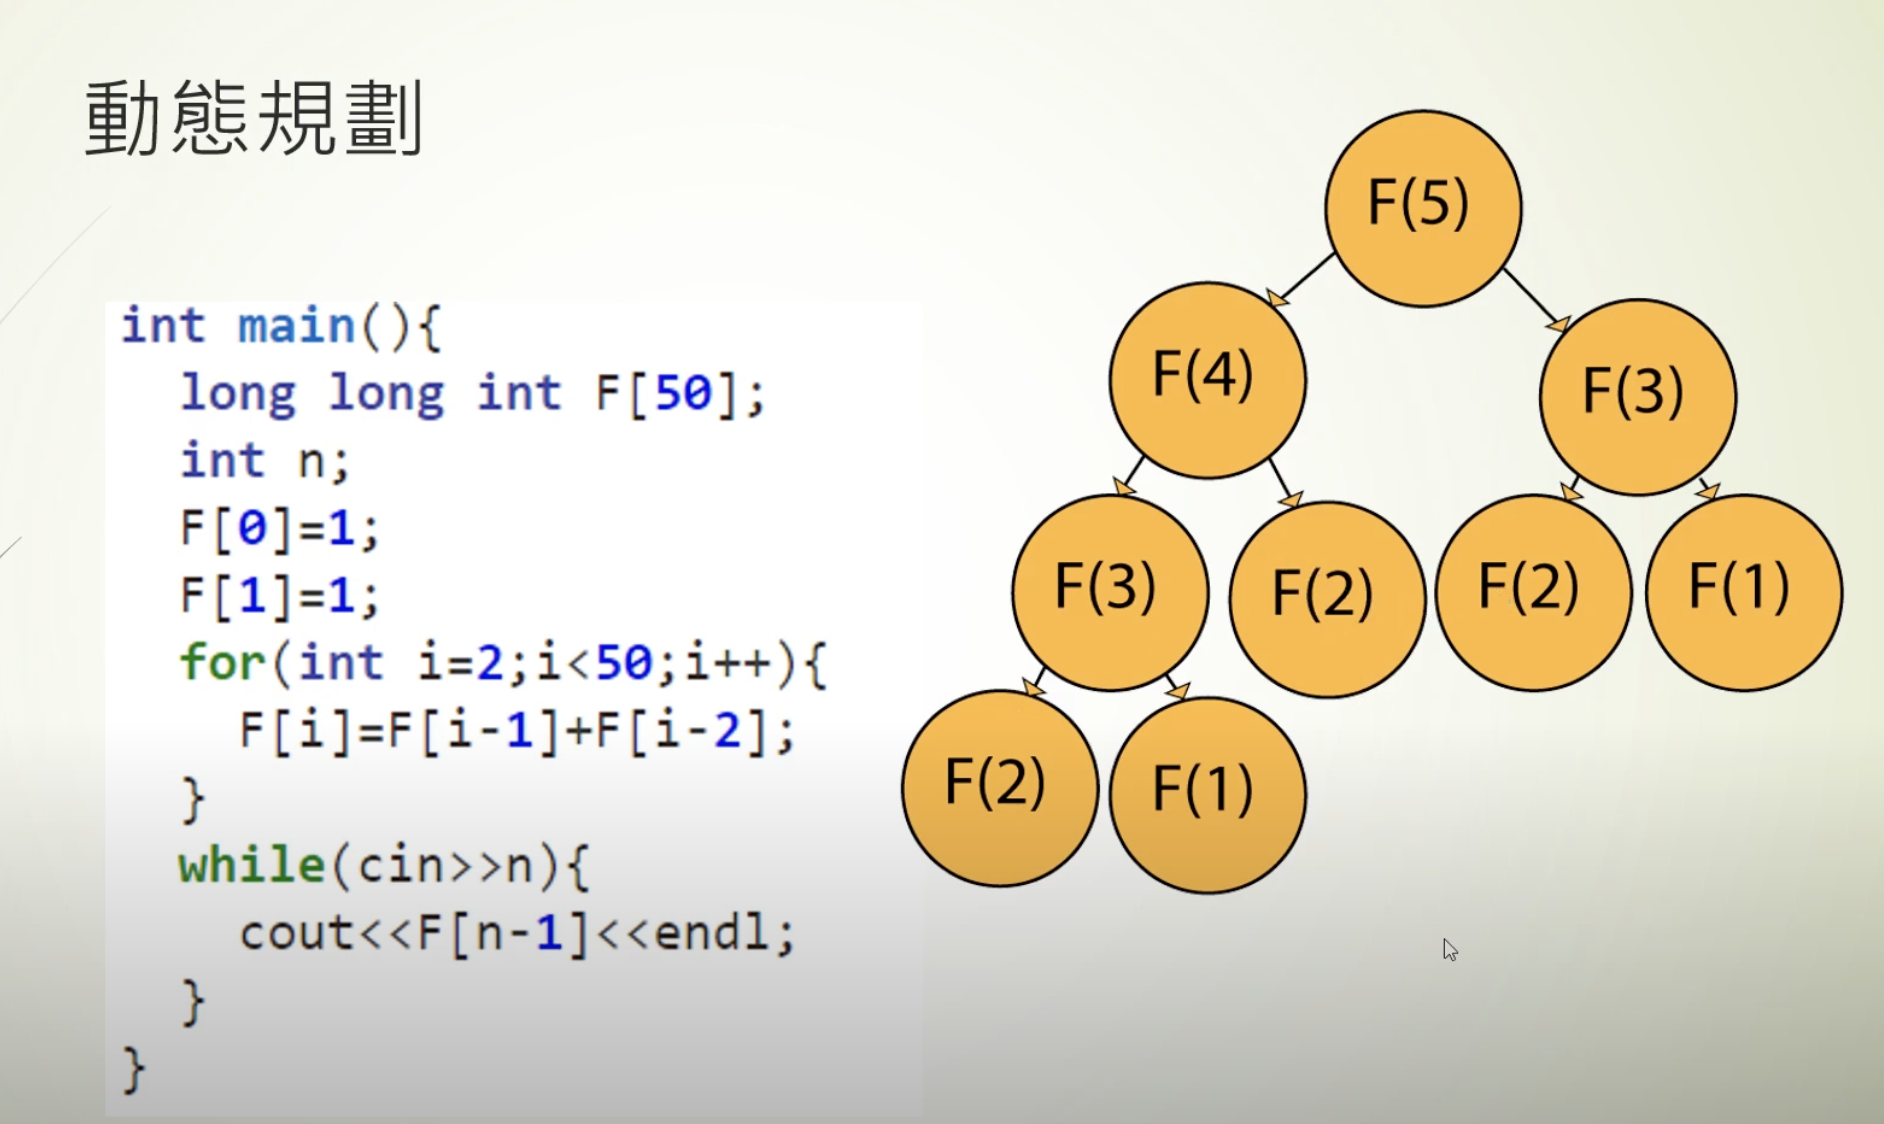 動態規劃
int main(){
long long int F[50];
int n;
F[0]=1;
F[1]=1;
for(int i=2;i<50;i++){
F[i]=F[i-1]+F[i-2];
}
while(cin>>n){
cout<<F[n-1]<<endl;
}
}
F(5)
F(4)
F(3)
F(3)
F(2)
F(2)
F(1)
F(2)
F(1)